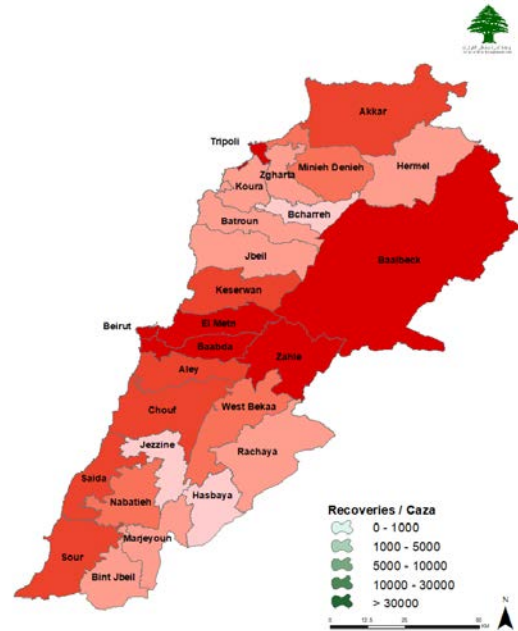 Akkar
Tripoli
Minieh Denieh
Zgharta
Hermel
Koura
Bcharreh
Batroun
Jbeil
Baalbeck
Keserwan
El Metn
Beirut
Baabda
Zahle
Aley
Chouf
West Bekaa
Jezzine
Rachaya
Saida
Nabatieh
Hasbaya
Marjeyoun
Sour
Bint Jbeil
Recoveries / Caza
0 - 1000
1000 - 5000
5000 - 10000
10000 - 30000
> 30000
N